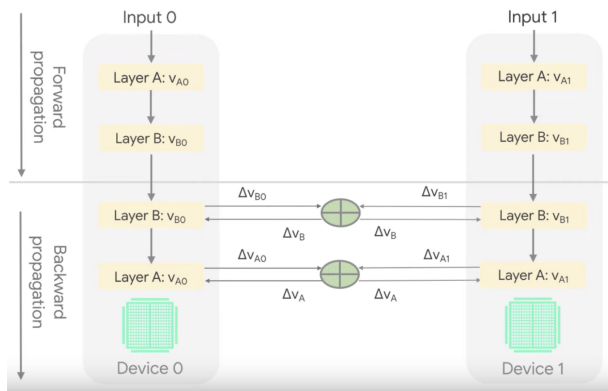 Input 0
Input 1
Forward propagation
Layer A: vA0
Layer A: vA1
Layer B: vB0
Layer B: vB1
Backward propagation
ΔvB0
ΔvB1
Layer B: vB0
Layer B: vB1
ΔvB
ΔvB
ΔvA0
ΔvA1
Layer A: vA0
Layer A: vA1
ΔvA
ΔvA
Device 0
Device 1